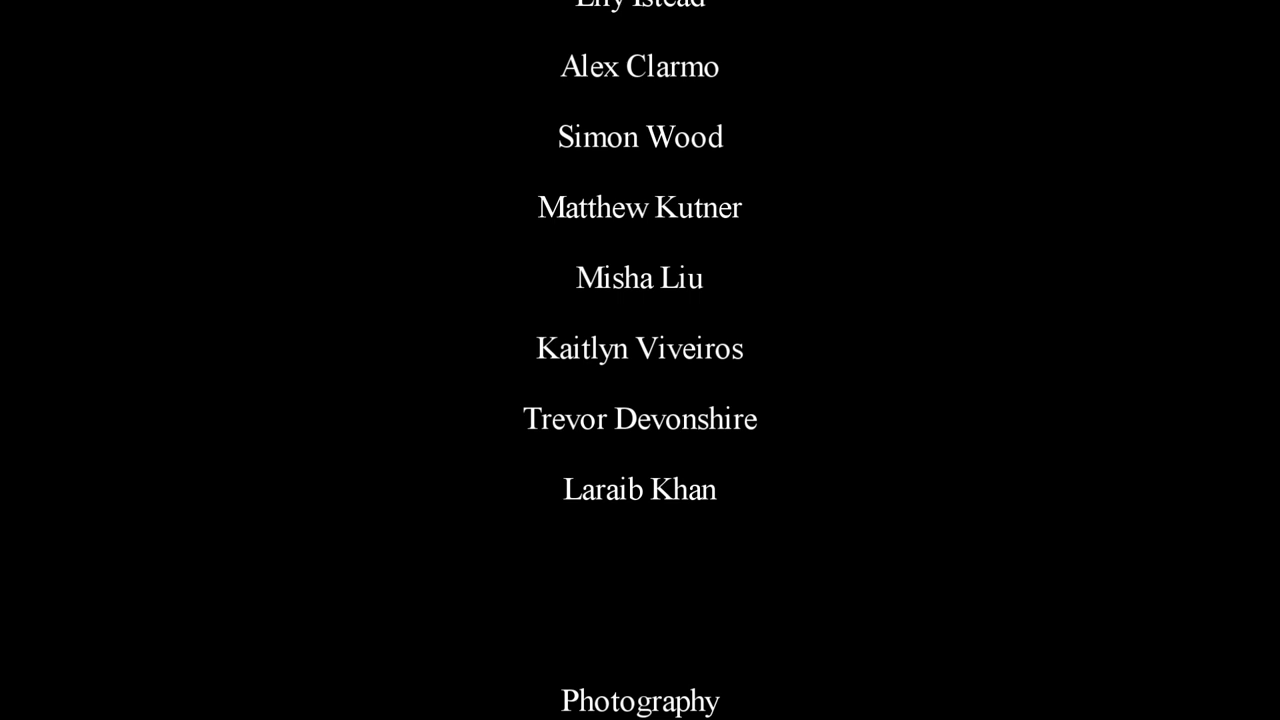 Alex Clarmo
Simon Wood
Matthew Kutner
Misha Liu
Kaitlyn Viveiros
Trevor Devonshire
Laraib Khan
Photography